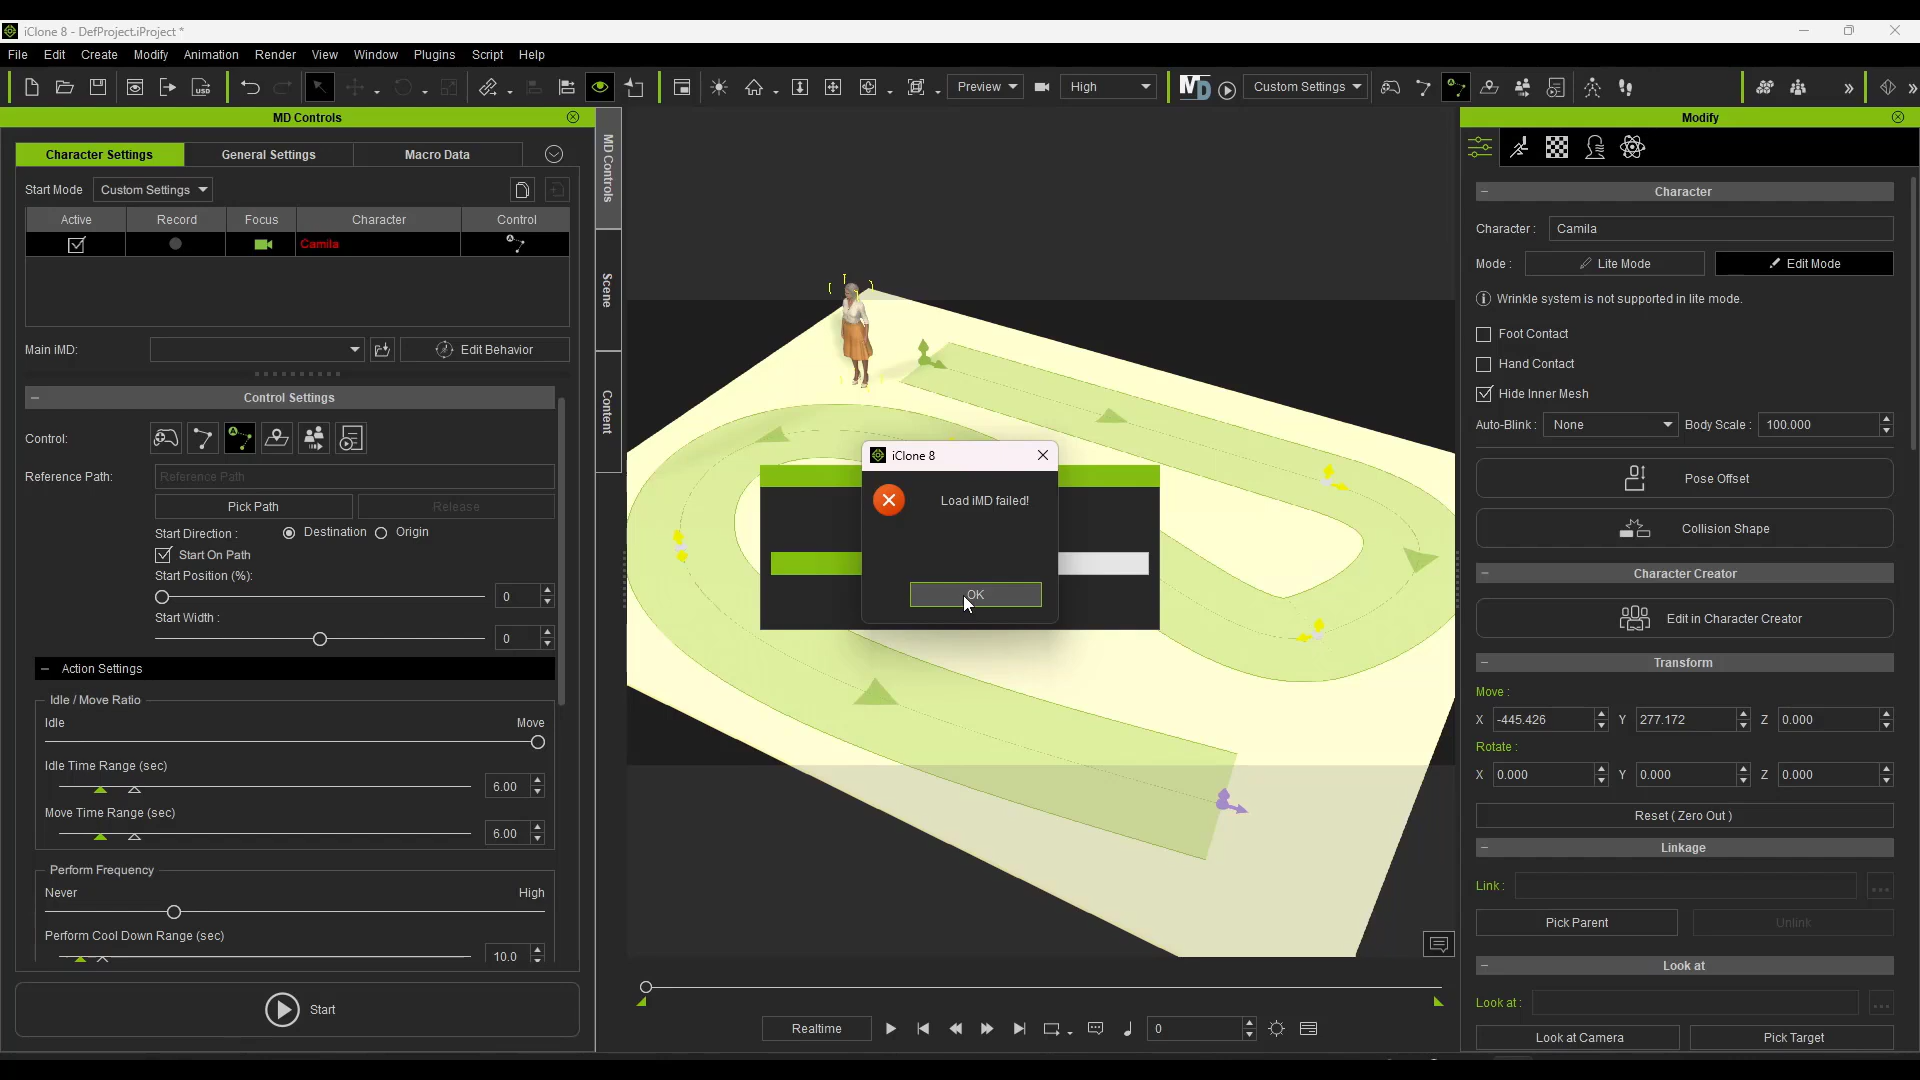 iClone 8 - DefProject.iProject *
File Edit Create Modify Animation Render View Window Plugins Script Help
Preview High MD Custom Settings
MD Controls
Character Settings General Settings Macro Data
Start Mode Custom Settings
Active Record Focus Character Control
Camila
Main iMD: Edit Behavior
Control Settings
Control:
Reference Path: Reference Path
Pick Path Release
Start Direction : Destination Origin
Start On Path
Start Position (%):
0
Start Width :
0
Action Settings
Idle / Move Ratio
Idle Move
Idle Time Range (sec)
6.00
Move Time Range (sec)
6.00
Perform Frequency
Never High
Perform Cool Down Range (sec)
10.0
Start
MD Controls
Scene
Content
iClone 8
Load iMD failed!
OK
Realtime 0
Modify
Character
Character : Camila
Mode : Lite Mode Edit Mode
Wrinkle system is not supported in lite mode.
Foot Contact
Hand Contact
Hide Inner Mesh
Auto-Blink : None Body Scale : 100.000
Pose Offset
Collision Shape
Character Creator
Edit in Character Creator
Transform
Move :
X -445.426 Y 277.172 Z 0.000
Rotate :
X 0.000 Y 0.000 Z 0.000
Reset ( Zero Out )
Linkage
Link : ...
Pick Parent Unlink
Look at
Look at : ...
Look at Camera Pick Target